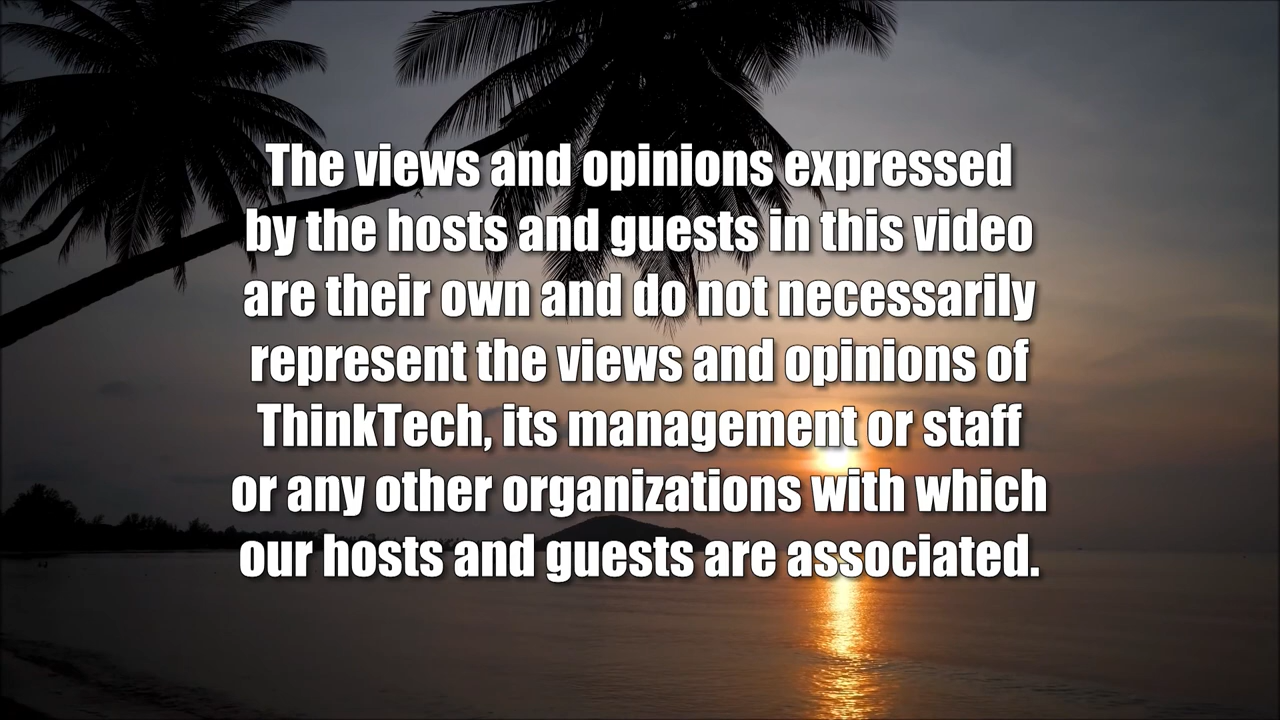 The views and opinions expressed
by the hosts and guests in this video
are their own and do not necessarily
represent the views and opinions of
ThinkTech, its management or staff
or any other organizations with which
our hosts and guests are associated.